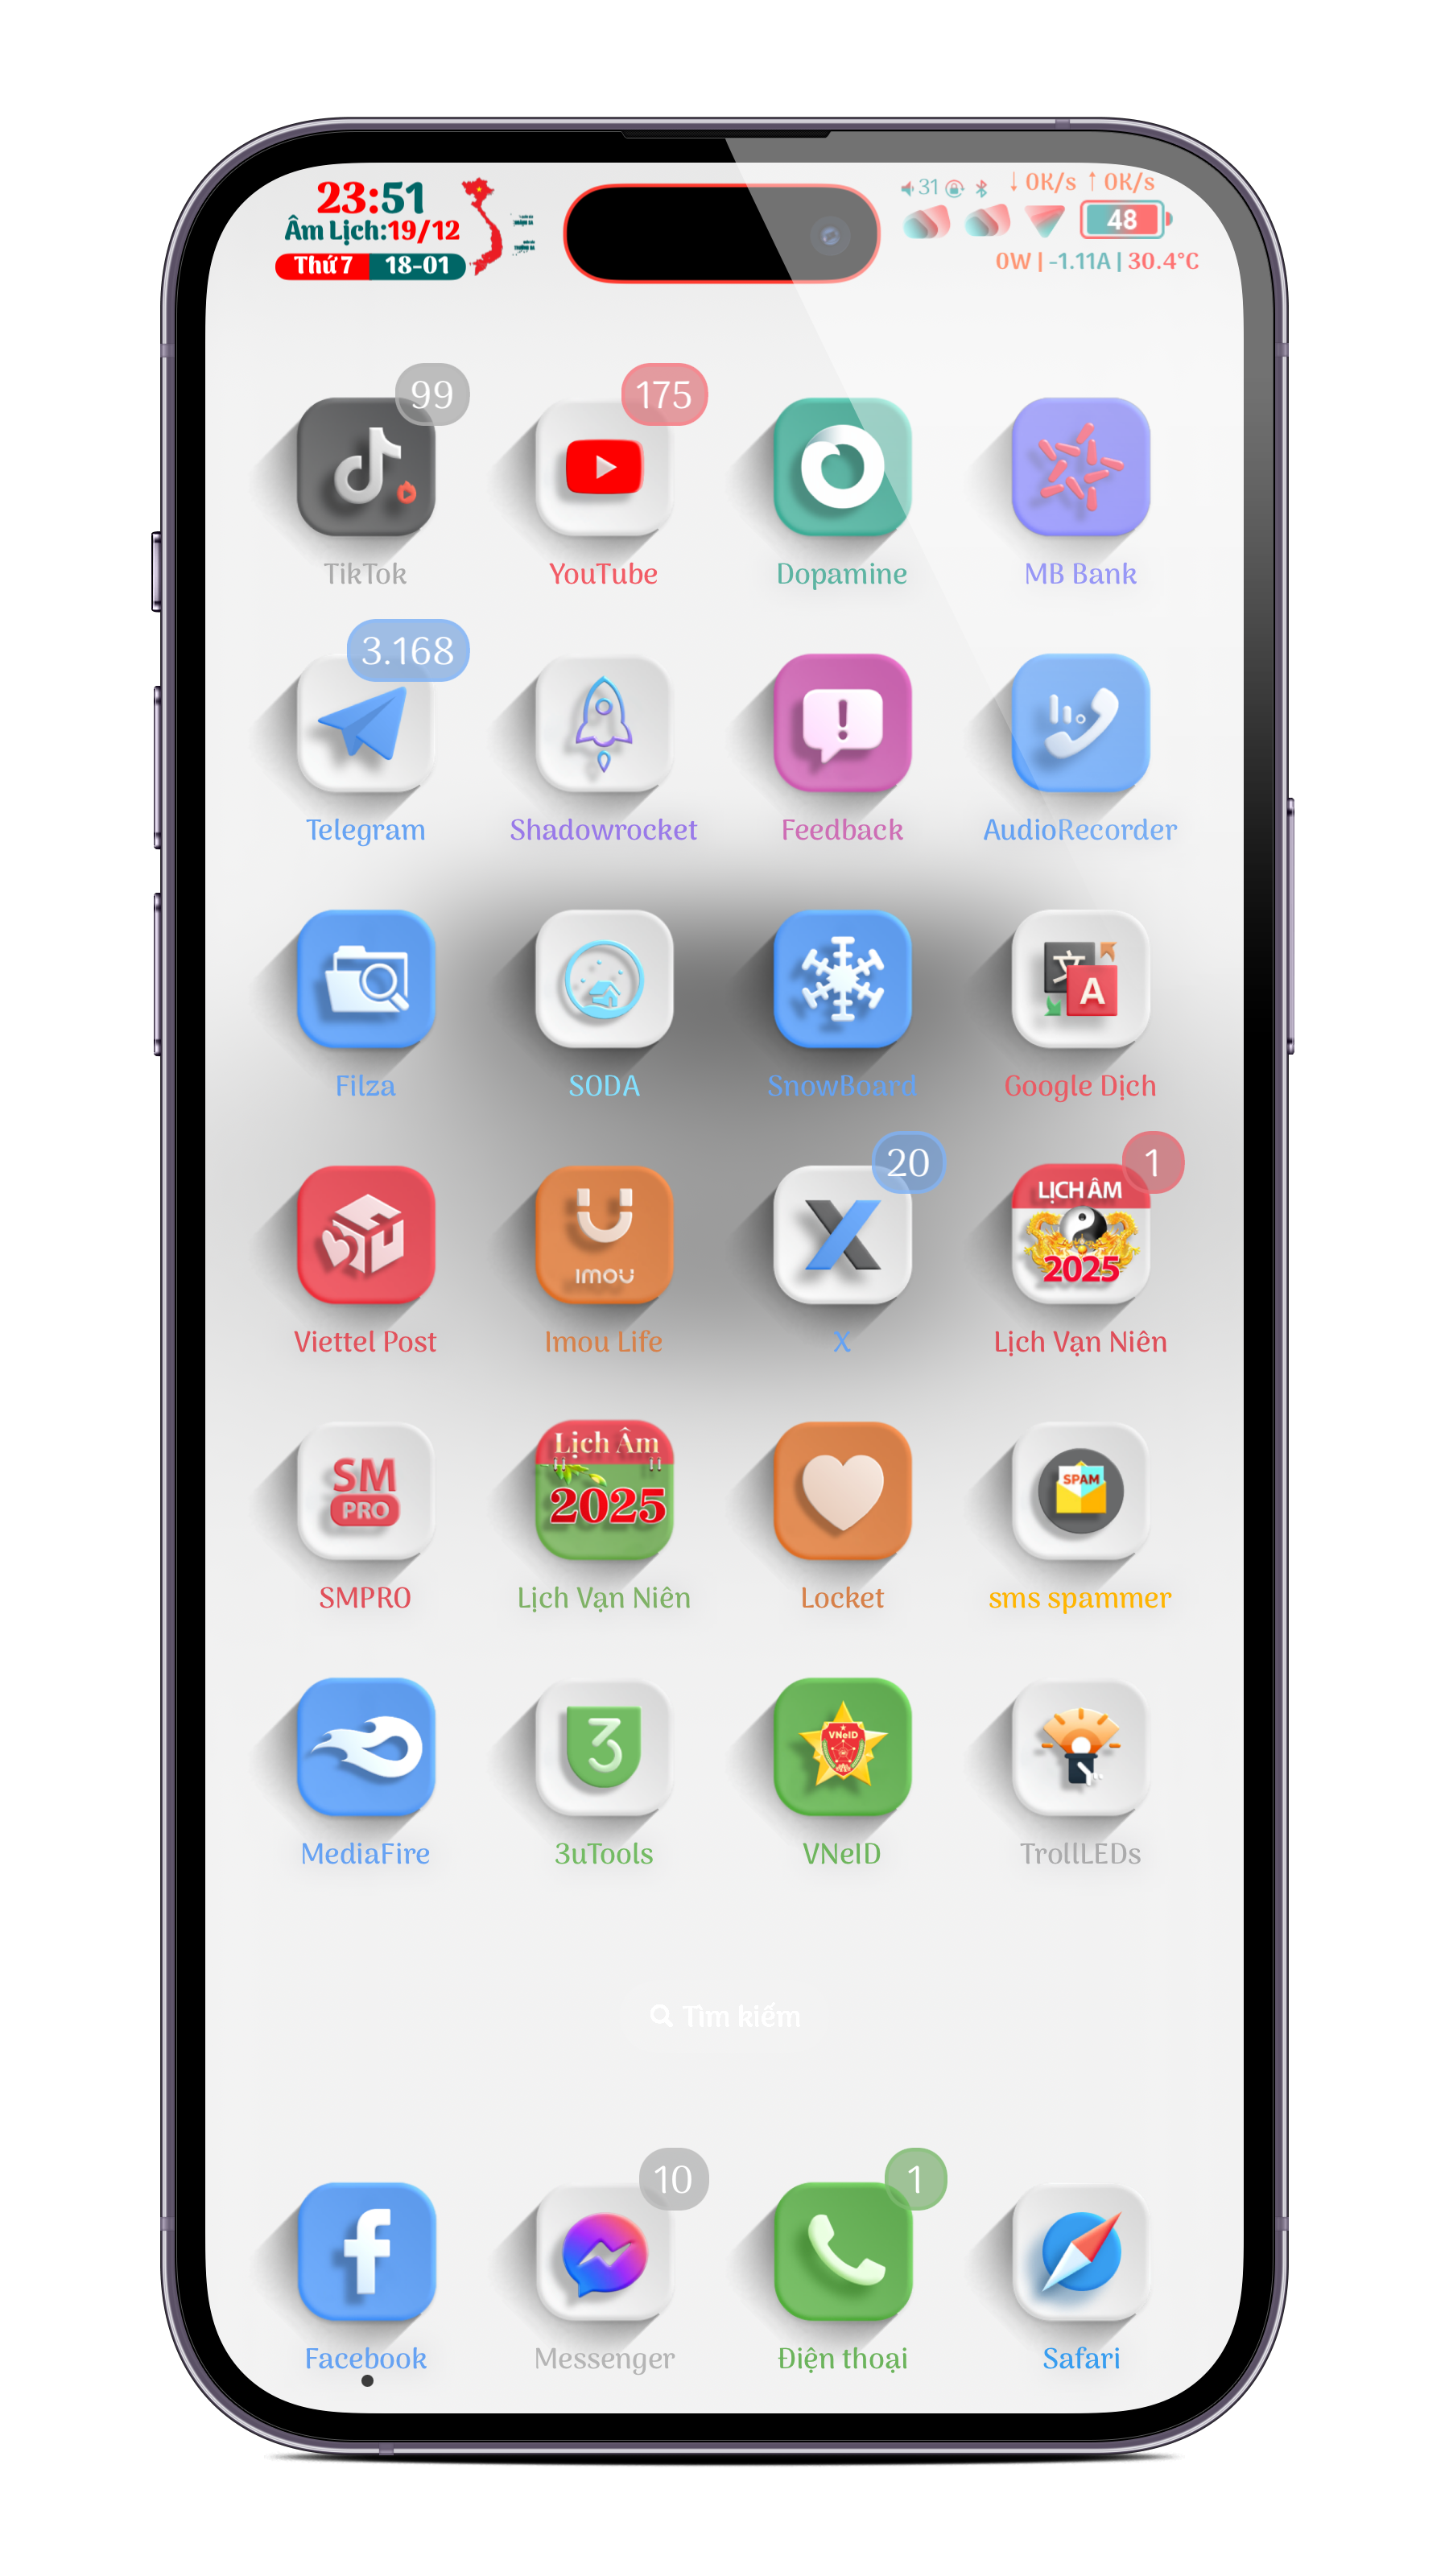 23:51
Âm Lịch:19/12
Thứ 7 18-01
31
↓ 0K/s ↑ 0K/s
48
0W | -1.11A | 30.4°C
99
175
TikTok
YouTube
Dopamine
MB Bank
3.168
Telegram
Shadowrocket
Feedback
AudioRecorder
文 A
Filza
SODA
SnowBoard
Google Dịch
20
1
LỊCH ÂM
2025
imou
Viettel Post
Imou Life
X
Lịch Vạn Niên
SM
PRO
Lịch Âm
2025
SPAM
SMPRO
Lịch Vạn Niên
Locket
sms spammer
3
VNeID
MediaFire
3uTools
VNeID
TrollLEDs
Tìm kiếm
10
1
Facebook
Messenger
Điện thoại
Safari